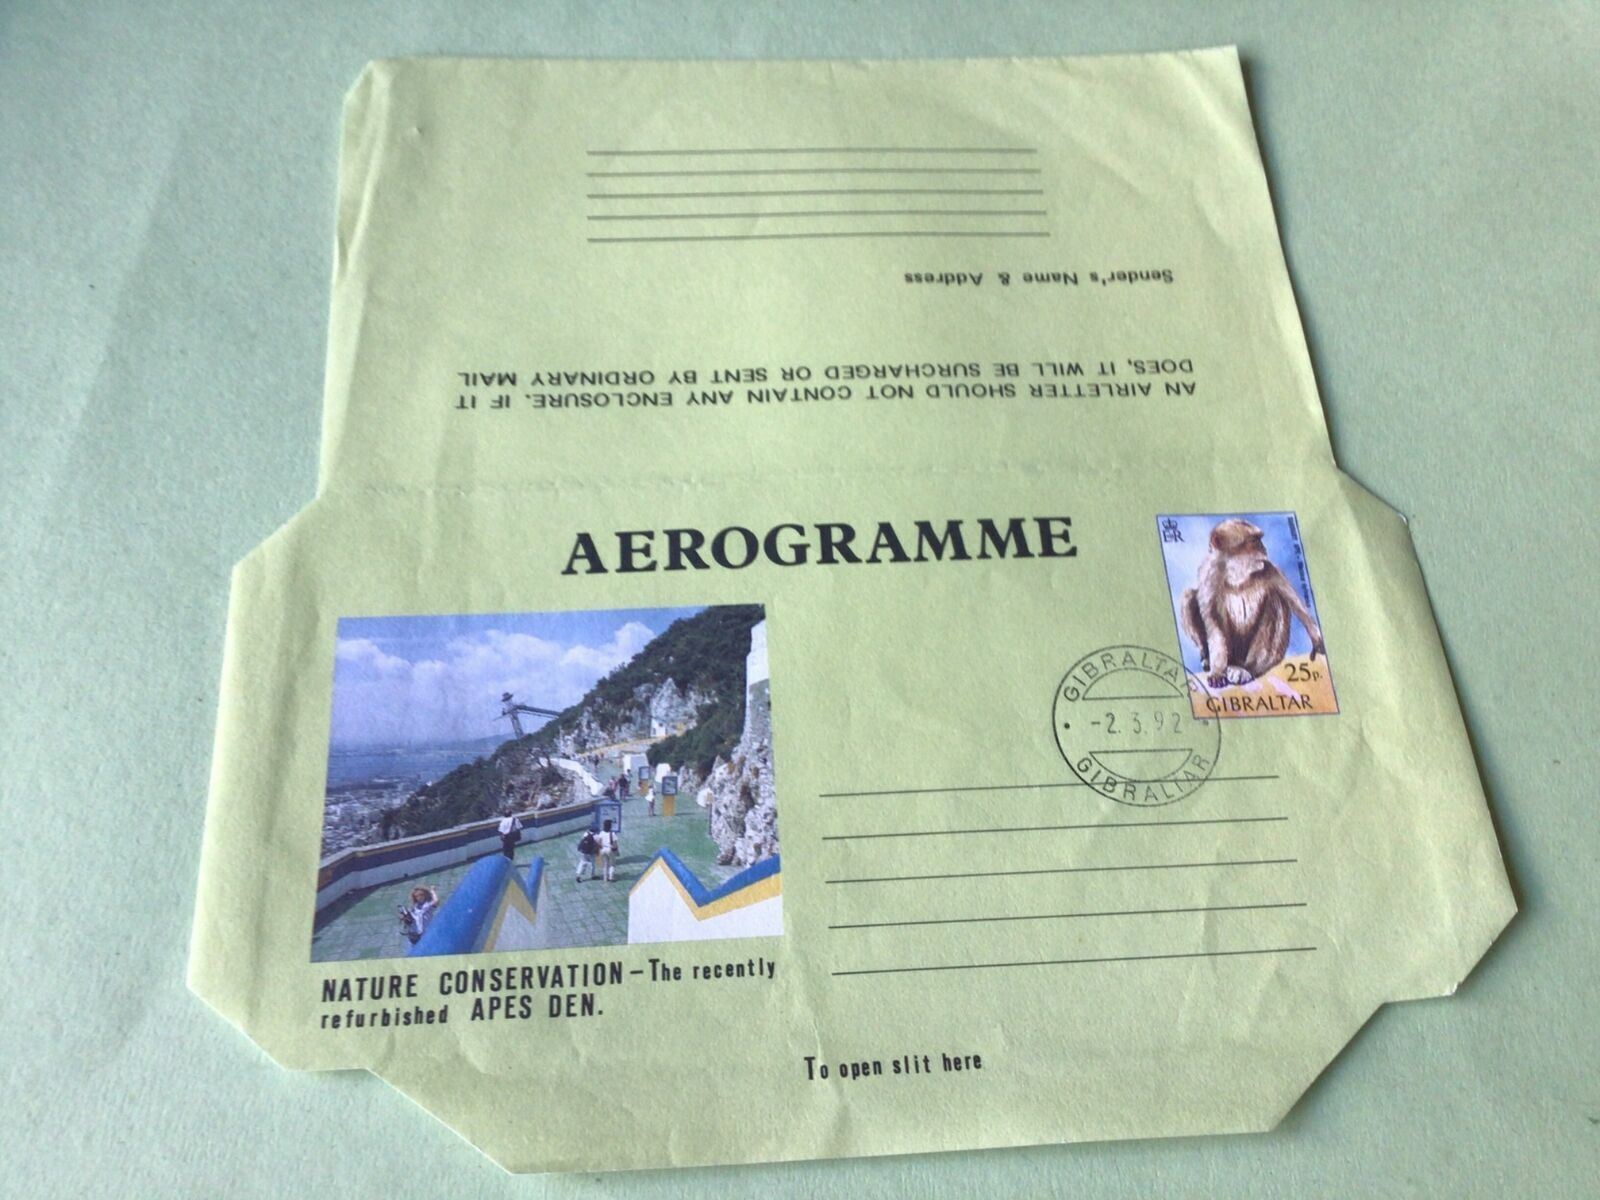 Sender's Name & Address
AN AIRLETTER SHOULD NOT CONTAIN ANY ENCLOSURE. IF IT
DOES, IT WILL BE SURCHARGED OR SENT BY ORDINARY MAIL
AEROGRAMME
ER
25p.
GIBRALTAR
GIBRALTAR
-2. 3. 92
GIBRALTAR
NATURE CONSERVATION – The recently
refurbished APES DEN.
To open slit here